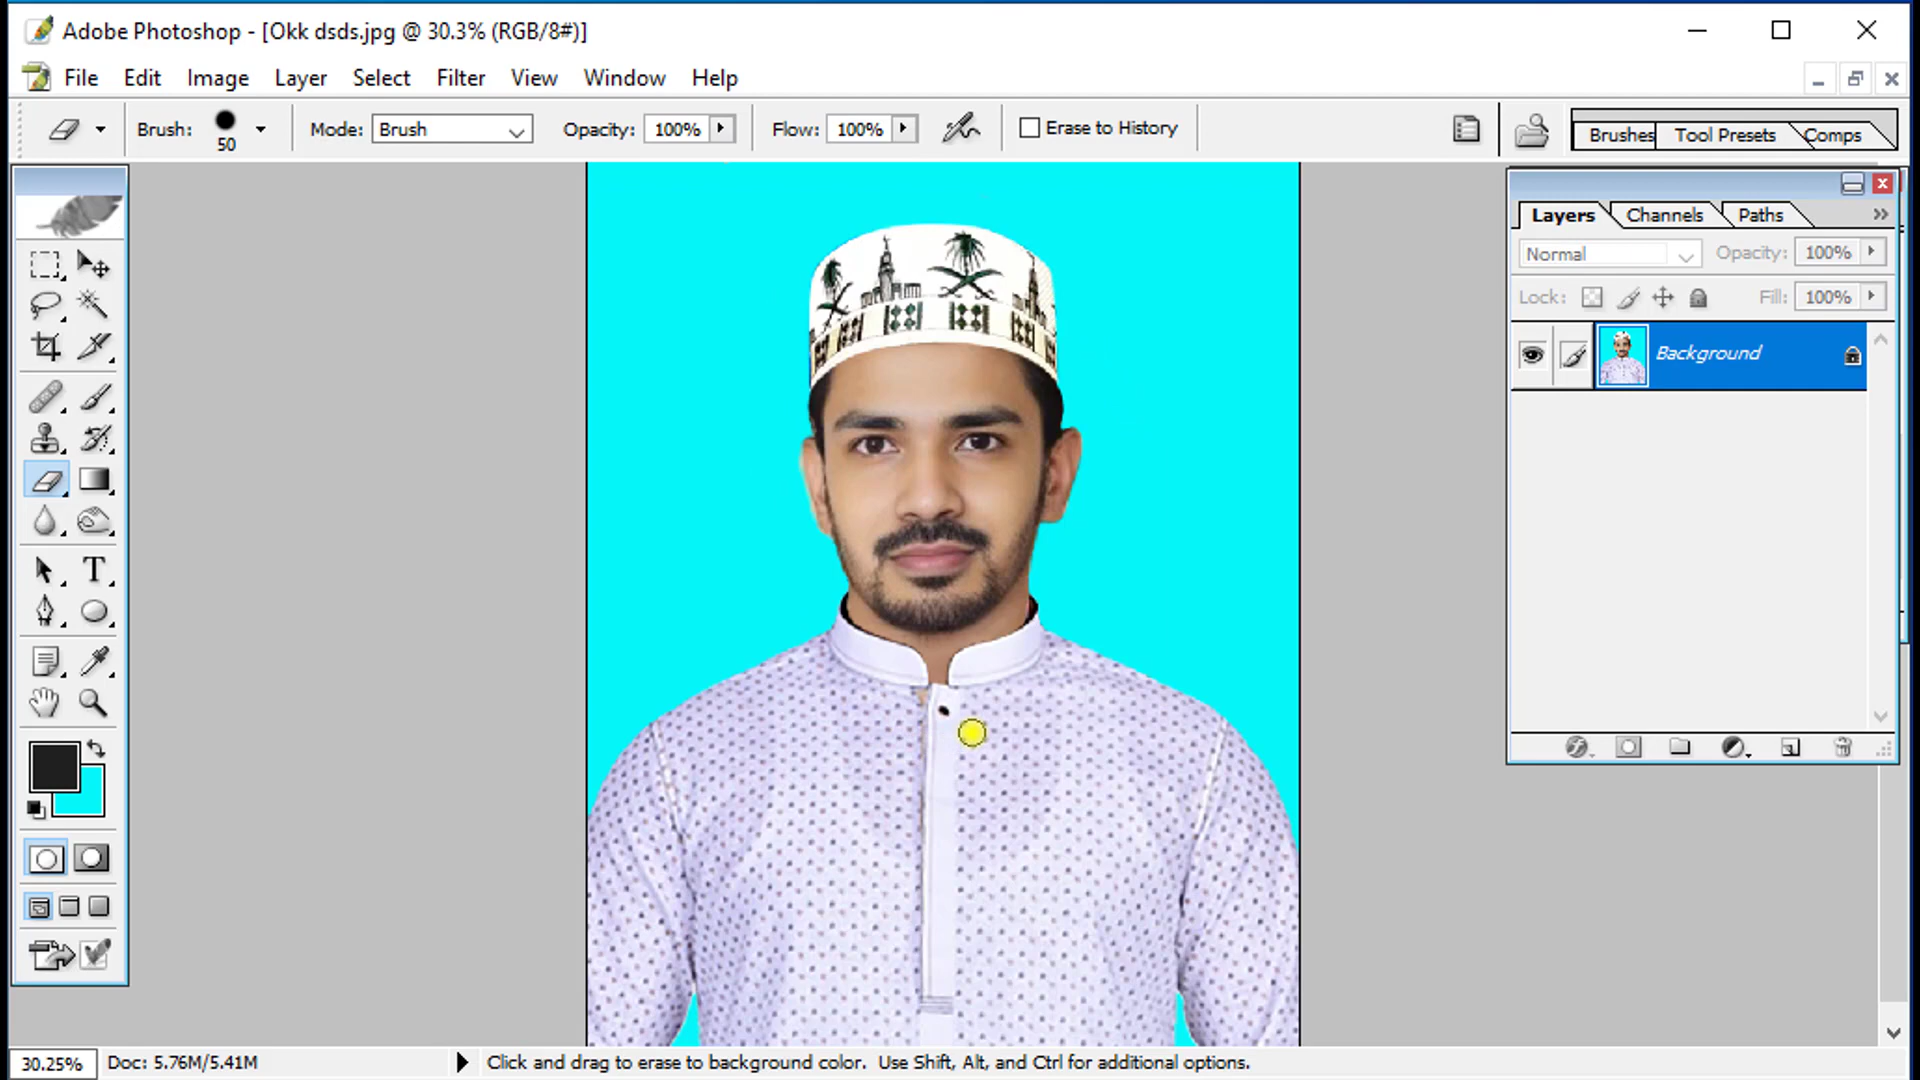 Adobe Photoshop - [Okk dsds.jpg @ 30.3% (RGB/8#)]
File Edit Image Layer Select Filter View Window Help
Brush: 50 Mode: Brush Opacity: 100% Flow: 100% Erase to History Brushes Tool Presets Comps
Layers Channels Paths
Normal Opacity: 100%
Lock: Fill: 100%
Background
T
30.25% Doc: 5.76M/5.41M Click and drag to erase to background color. Use Shift, Alt, and Ctrl for additional options.